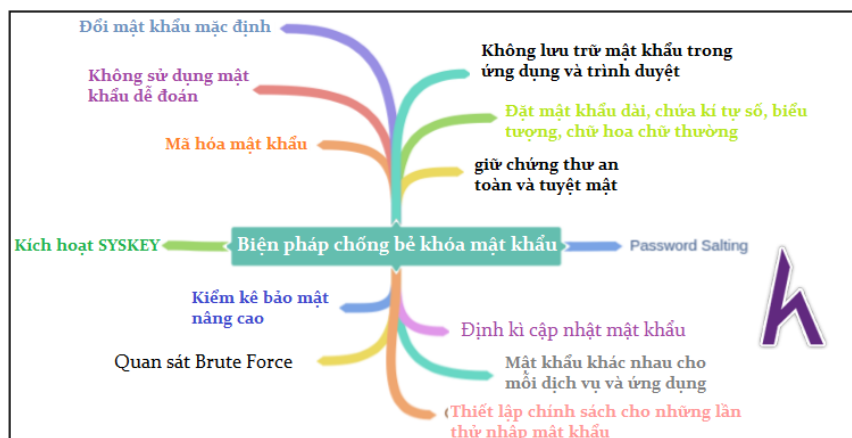 Đổi mật khẩu mặc định
Không sử dụng mật
khẩu dễ đoán
Mã hóa mật khẩu
Kích hoạt SYSKEY
Kiểm kê bảo mật
nâng cao
Quan sát Brute Force
Biện pháp chống bẻ khóa mật khẩu
Không lưu trữ mật khẩu trong
ứng dụng và trình duyệt
Đặt mật khẩu dài, chứa kí tự số, biểu
tượng, chữ hoa chữ thường
giữ chứng thư an
toàn và tuyệt mật
Password Salting
Định kì cập nhật mật khẩu
Mật khẩu khác nhau cho
mỗi dịch vụ và ứng dụng
Thiết lập chính sách cho những lần
thử nhập mật khẩu